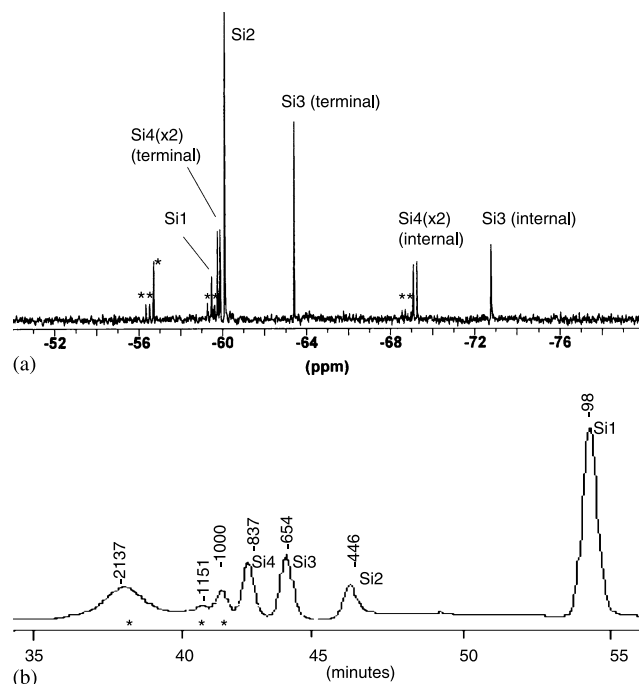 Si2
Si3 (terminal)
Si4(x2)
(terminal)
Si1
Si4(x2)
(internal)
Si3 (internal)
* * * * * * *
-52 -56 -60 -64 -68 -72 -76
(a) (ppm)
-98
Si1
-2137
-1151
-1000
-837
Si4
-654
Si3
-446
Si2
* * *
35 40 45 50 55
(b) (minutes)